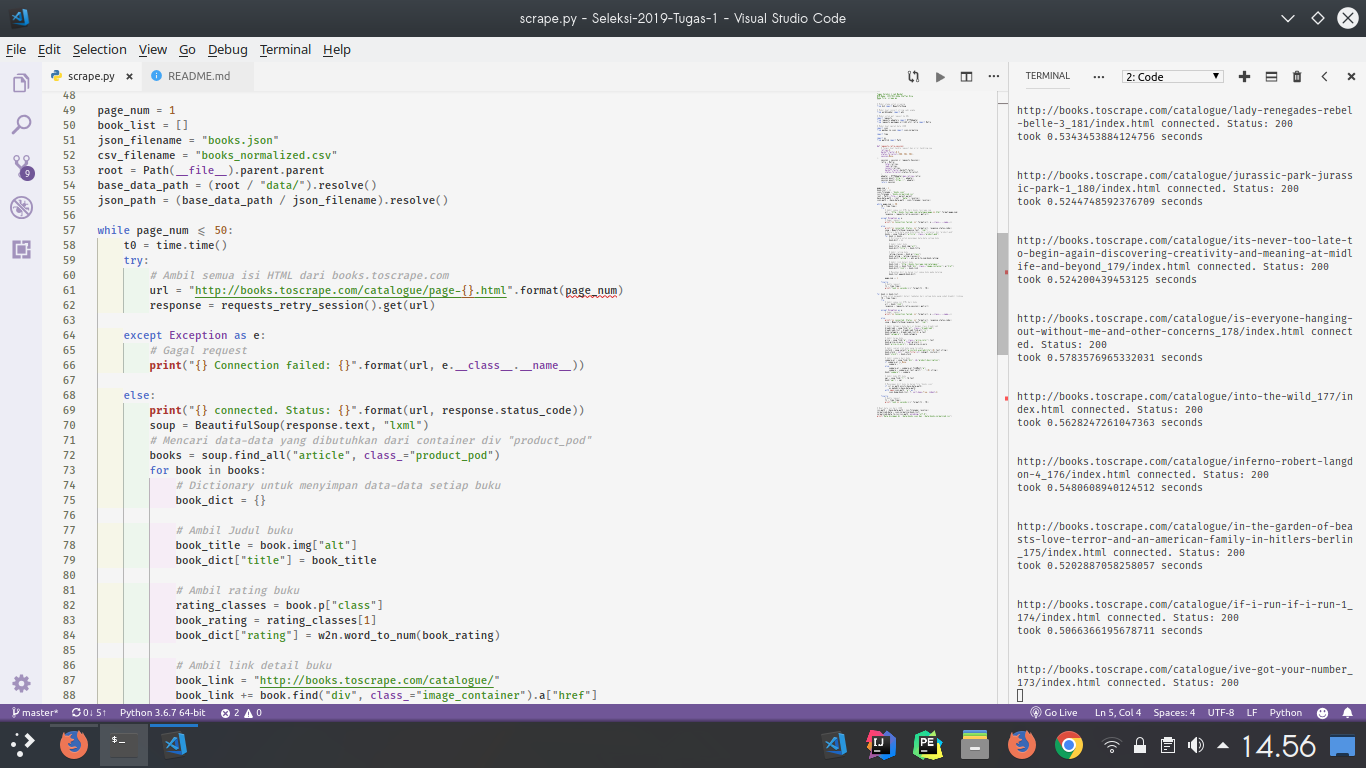 scrape.py - Seleksi-2019-Tugas-1 - Visual Studio Code
File Edit Selection View Go Debug Terminal Help
scrape.py × README.md
48
49 page_num = 1
50 book_list = []
51 json_filename = "books.json"
52 csv_filename = "books_normalized.csv"
53 root = Path(__file__).parent.parent
54 base_data_path = (root / "data/").resolve()
55 json_path = (base_data_path / json_filename).resolve()
56
57 while page_num ⩽ 50:
58 t0 = time.time()
59 try:
60 # Ambil semua isi HTML dari books.toscrape.com
61 url = "http://books.toscrape.com/catalogue/page-{}.html".format(page_num)
62 response = requests_retry_session().get(url)
63
64 except Exception as e:
65 # Gagal request
66 print("{} Connection failed: {}".format(url, e.__class__.__name__))
67
68 else:
69 print("{} connected. Status: {}".format(url, response.status_code))
70 soup = BeautifulSoup(response.text, "lxml")
71 # Mencari data-data yang dibutuhkan dari container div "product_pod"
72 books = soup.find_all("article", class_="product_pod")
73 for book in books:
74 # Dictionary untuk menyimpan data-data setiap buku
75 book_dict = {}
76
77 # Ambil Judul buku
78 book_title = book.img["alt"]
79 book_dict["title"] = book_title
80
81 # Ambil rating buku
82 rating_classes = book.p["class"]
83 book_rating = rating_classes[1]
84 book_dict["rating"] = w2n.word_to_num(book_rating)
85
86 # Ambil link detail buku
87 book_link = "http://books.toscrape.com/catalogue/"
88 book_link += book.find("div", class_="image_container").a["href"]
TERMINAL ... 2: Code
http://books.toscrape.com/catalogue/lady-renegades-rebel
-belle-3_181/index.html connected. Status: 200
took 0.5343453884124756 seconds
http://books.toscrape.com/catalogue/jurassic-park-jurass
ic-park-1_180/index.html connected. Status: 200
took 0.5244748592376709 seconds
http://books.toscrape.com/catalogue/its-never-too-late-t
o-begin-again-discovering-creativity-and-meaning-at-midl
ife-and-beyond_179/index.html connected. Status: 200
took 0.524200439453125 seconds
http://books.toscrape.com/catalogue/is-everyone-hanging-
out-without-me-and-other-concerns_178/index.html connect
ed. Status: 200
took 0.5783576965332031 seconds
http://books.toscrape.com/catalogue/into-the-wild_177/in
dex.html connected. Status: 200
took 0.5628247261047363 seconds
http://books.toscrape.com/catalogue/inferno-robert-langd
on-4_176/index.html connected. Status: 200
took 0.5480608940124512 seconds
http://books.toscrape.com/catalogue/in-the-garden-of-bea
sts-love-terror-and-an-american-family-in-hitlers-berlin
_175/index.html connected. Status: 200
took 0.5202887058258057 seconds
http://books.toscrape.com/catalogue/if-i-run-if-i-run-1_
174/index.html connected. Status: 200
took 0.5066366195678711 seconds
http://books.toscrape.com/catalogue/ive-got-your-number_
173/index.html connected. Status: 200
9
master* 0↓ 5↑ Python 3.6.7 64-bit 2 0 Go Live Ln 5, Col 4 Spaces: 4 UTF-8 LF Python
$ _ IJ PE 14.56